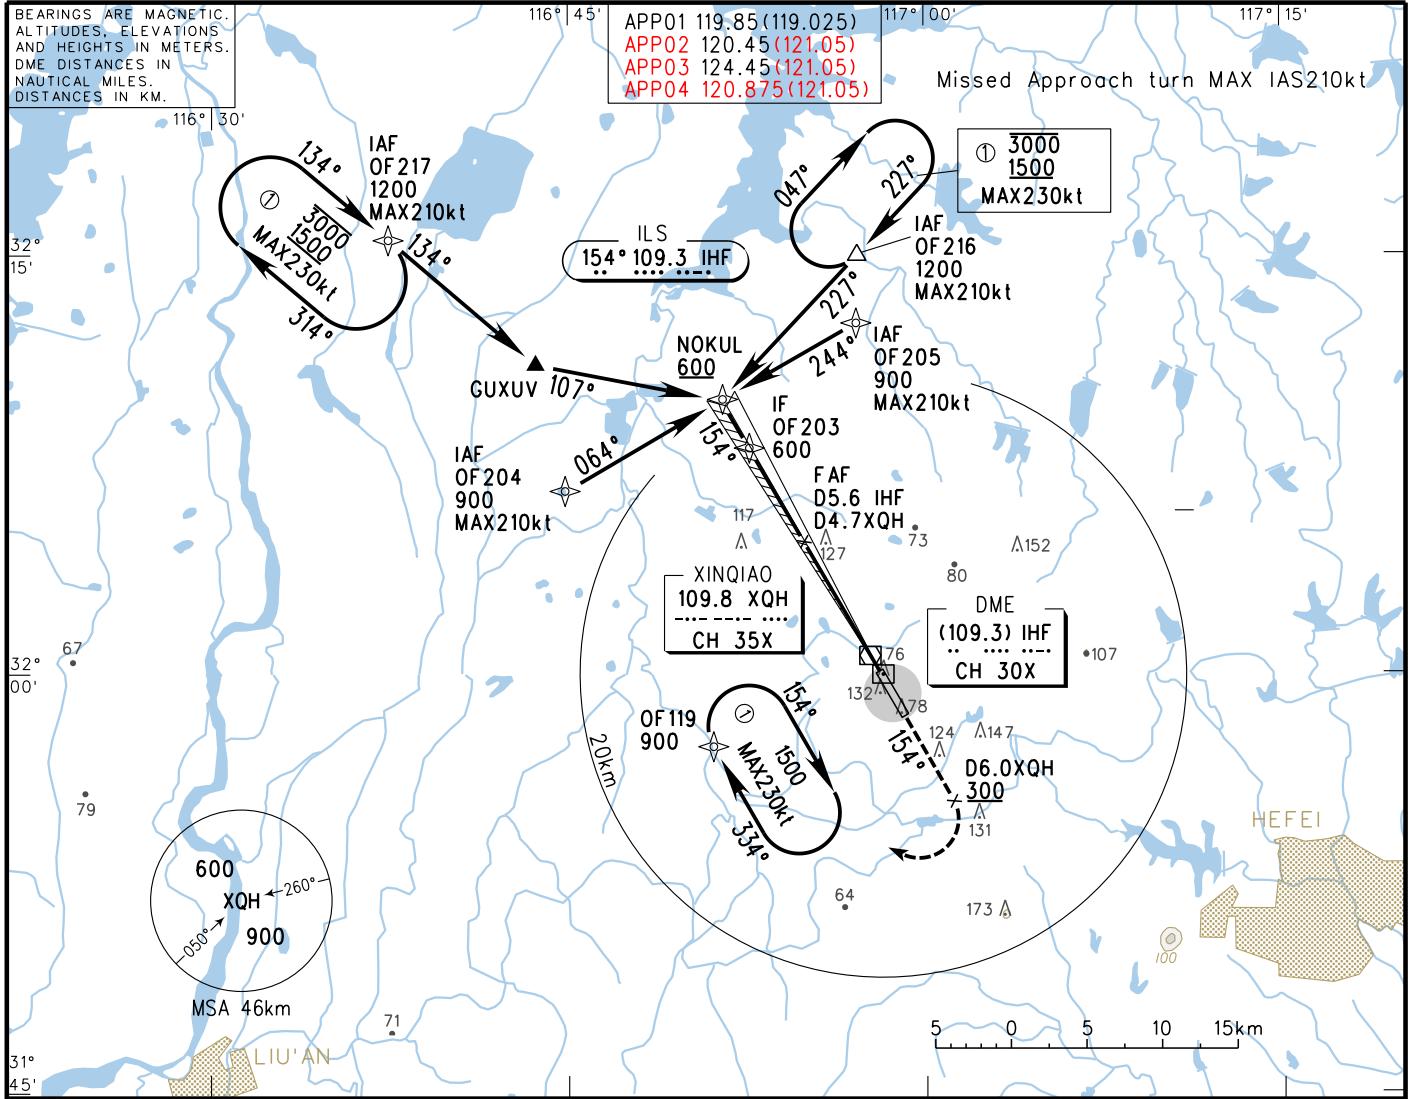 BEARINGS ARE MAGNETIC.
ALTITUDES, ELEVATIONS
AND HEIGHTS IN METERS.
DME DISTANCES IN
NAUTICAL MILES.
DISTANCES IN KM.
116° 30'
116° 45'
117° 00'
117° 15'
APP01 119.85(119.025)
APP02 120.45(121.05)
APP03 124.45(121.05)
APP04 120.875(121.05)
Missed Approach turn MAX IAS210kt
134°
IAF
OF217
1200
MAX210kt
①
3000
1500
MAX230kt
314°
134°
047°
227°
① 3000
1500
MAX230kt
IAF
OF216
1200
MAX210kt
227°
32°
15'
ILS
154° 109.3 IHF
NOKUL
600
244°
IAF
OF205
900
MAX210kt
GUXUV
107°
IF
OF203
600
154°
IAF
OF204
900
MAX210kt
064°
FAF
D5.6 IHF
D4.7XQH
117
127
73
152
80
XINQIAO
109.8 XQH
CH 35X
DME
(109.3) IHF
CH 30X
107
67
32°
00'
76
132
78
OF119
900
154°
①
1500
MAX230kt
334°
154°
124
147
D6.0XQH
300
131
20km
79
HEFEI
600
XQH
260°
050°
900
MSA 46km
64
173
100
71
LIU'AN
5 0 5 10 15km
31°
45'